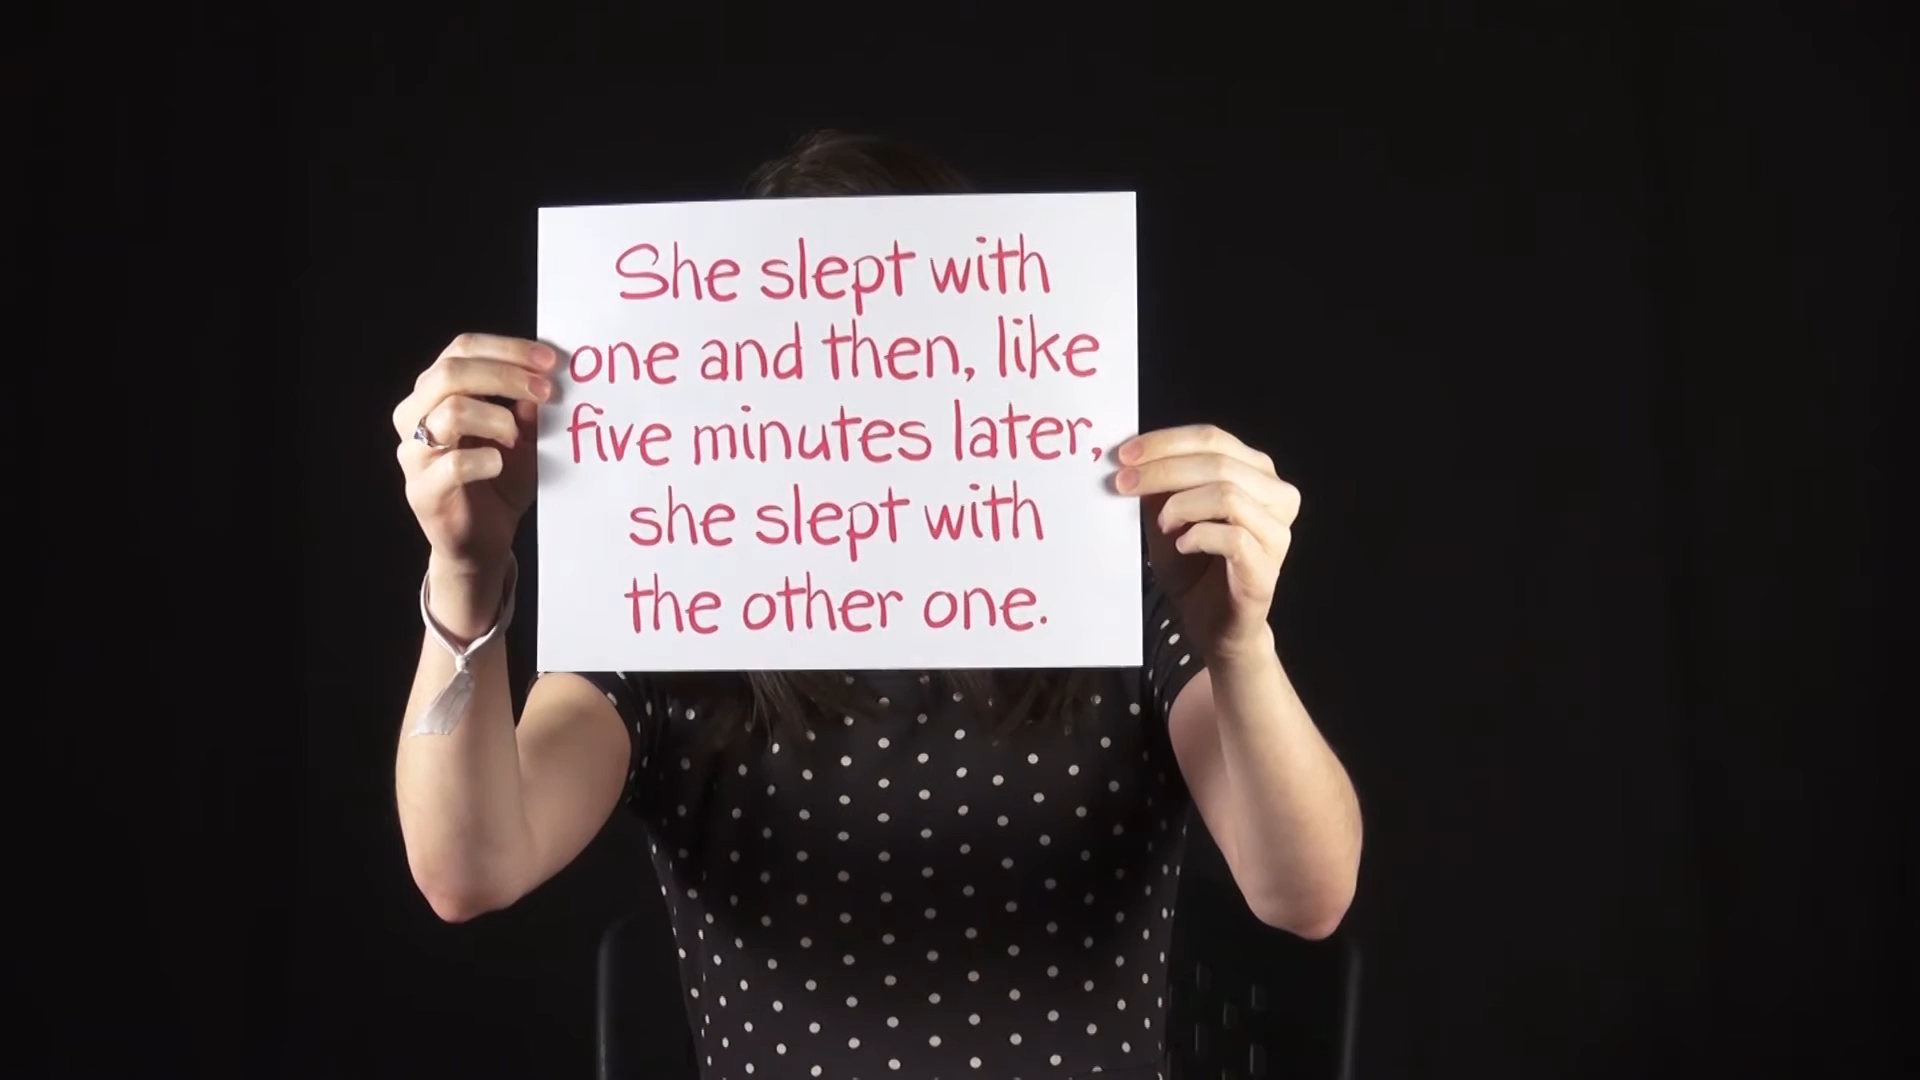 She slept with
one and then, like
five minutes later,
she slept with
the other one.